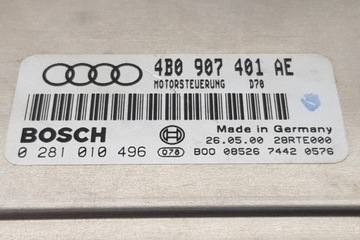 4B0 907 401 AE
MOTORSTEUERUNG D70
BOSCH
Made in Germany
26.05.00 28RTE000
0 281 010 496 078 B00 08526 7442 0576